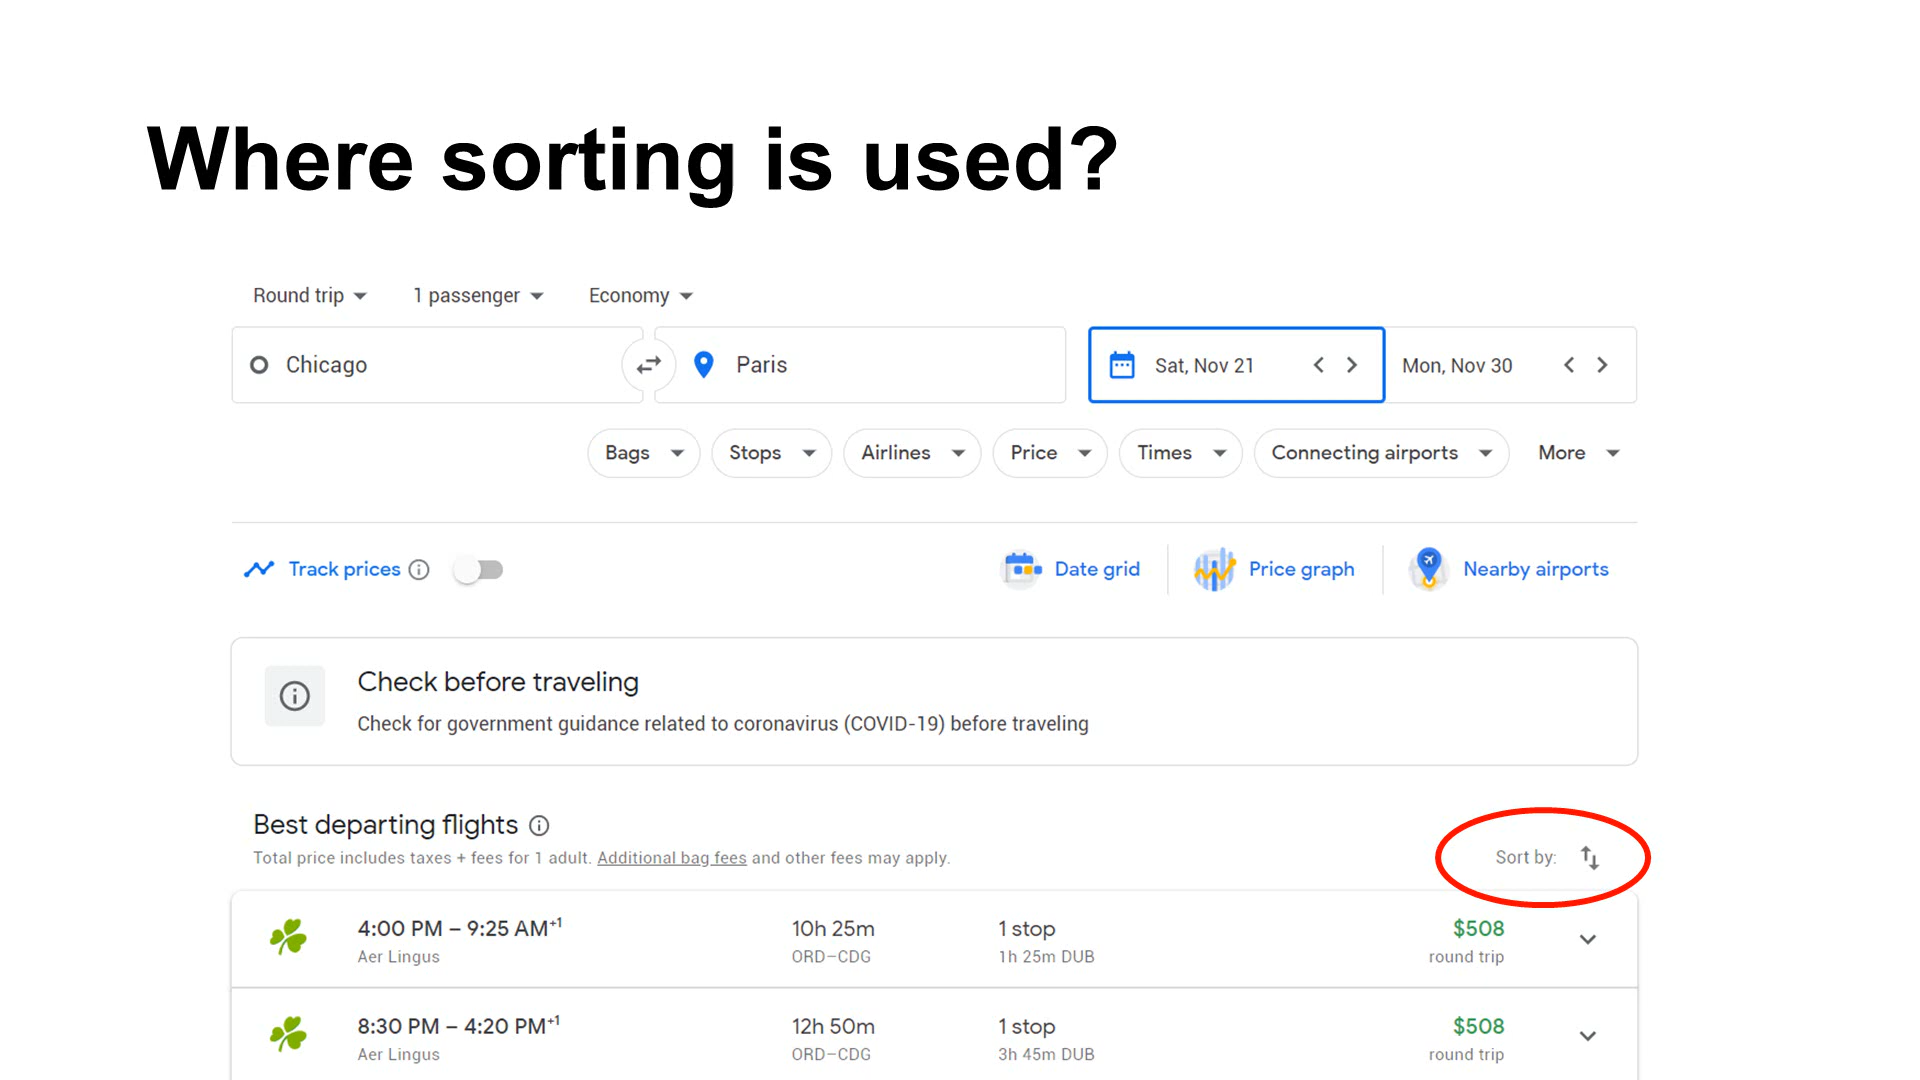 Where sorting is used?
Round trip 1 passenger Economy
Chicago Paris Sat, Nov 21 Mon, Nov 30
Bags Stops Airlines Price Times Connecting airports More
Track prices Date grid Price graph Nearby airports
Check before traveling
Check for government guidance related to coronavirus (COVID-19) before traveling
Best departing flights
Total price includes taxes + fees for 1 adult. Additional bag fees and other fees may apply. Sort by:
4:00 PM – 9:25 AM+1 10h 25m 1 stop $508
Aer Lingus ORD–CDG 1h 25m DUB round trip
8:30 PM – 4:20 PM+1 12h 50m 1 stop $508
Aer Lingus ORD–CDG 3h 45m DUB round trip